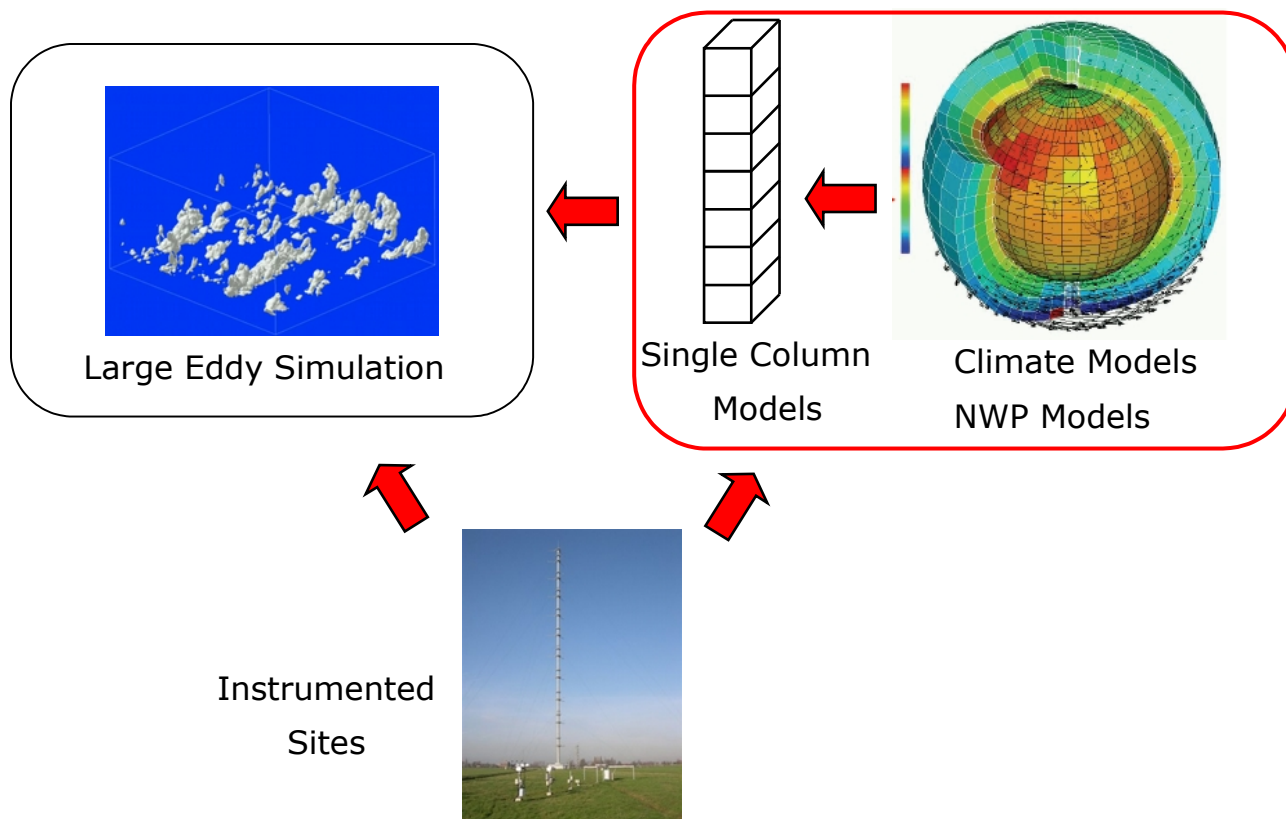 Large Eddy Simulation
Single Column
Models
Climate Models
NWP Models
Instrumented
Sites